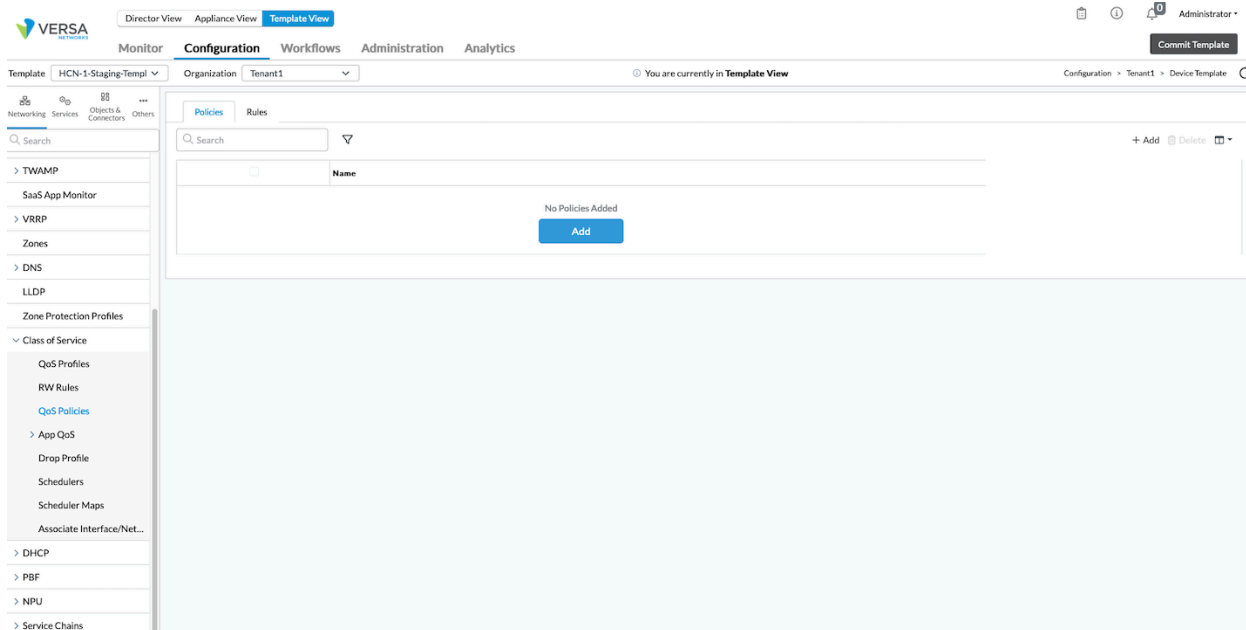 VERSA
NETWORKS
Director View Appliance View Template View
0
Administrator
Monitor Configuration Workflows Administration Analytics
Commit Template
Template HCN-1-Staging-Templ Organization Tenant1
You are currently in Template View
Configuration > Tenant1 > Device Template
Networking Services Objects & Connectors Others
Search
TWAMP
SaaS App Monitor
VRRP
Zones
DNS
LLDP
Zone Protection Profiles
Class of Service
QoS Profiles
RW Rules
QoS Policies
App QoS
Drop Profile
Schedulers
Scheduler Maps
Associate Interface/Net...
DHCP
PBF
NPU
Service Chains
Policies Rules
Search
+ Add Delete
Name
No Policies Added
Add